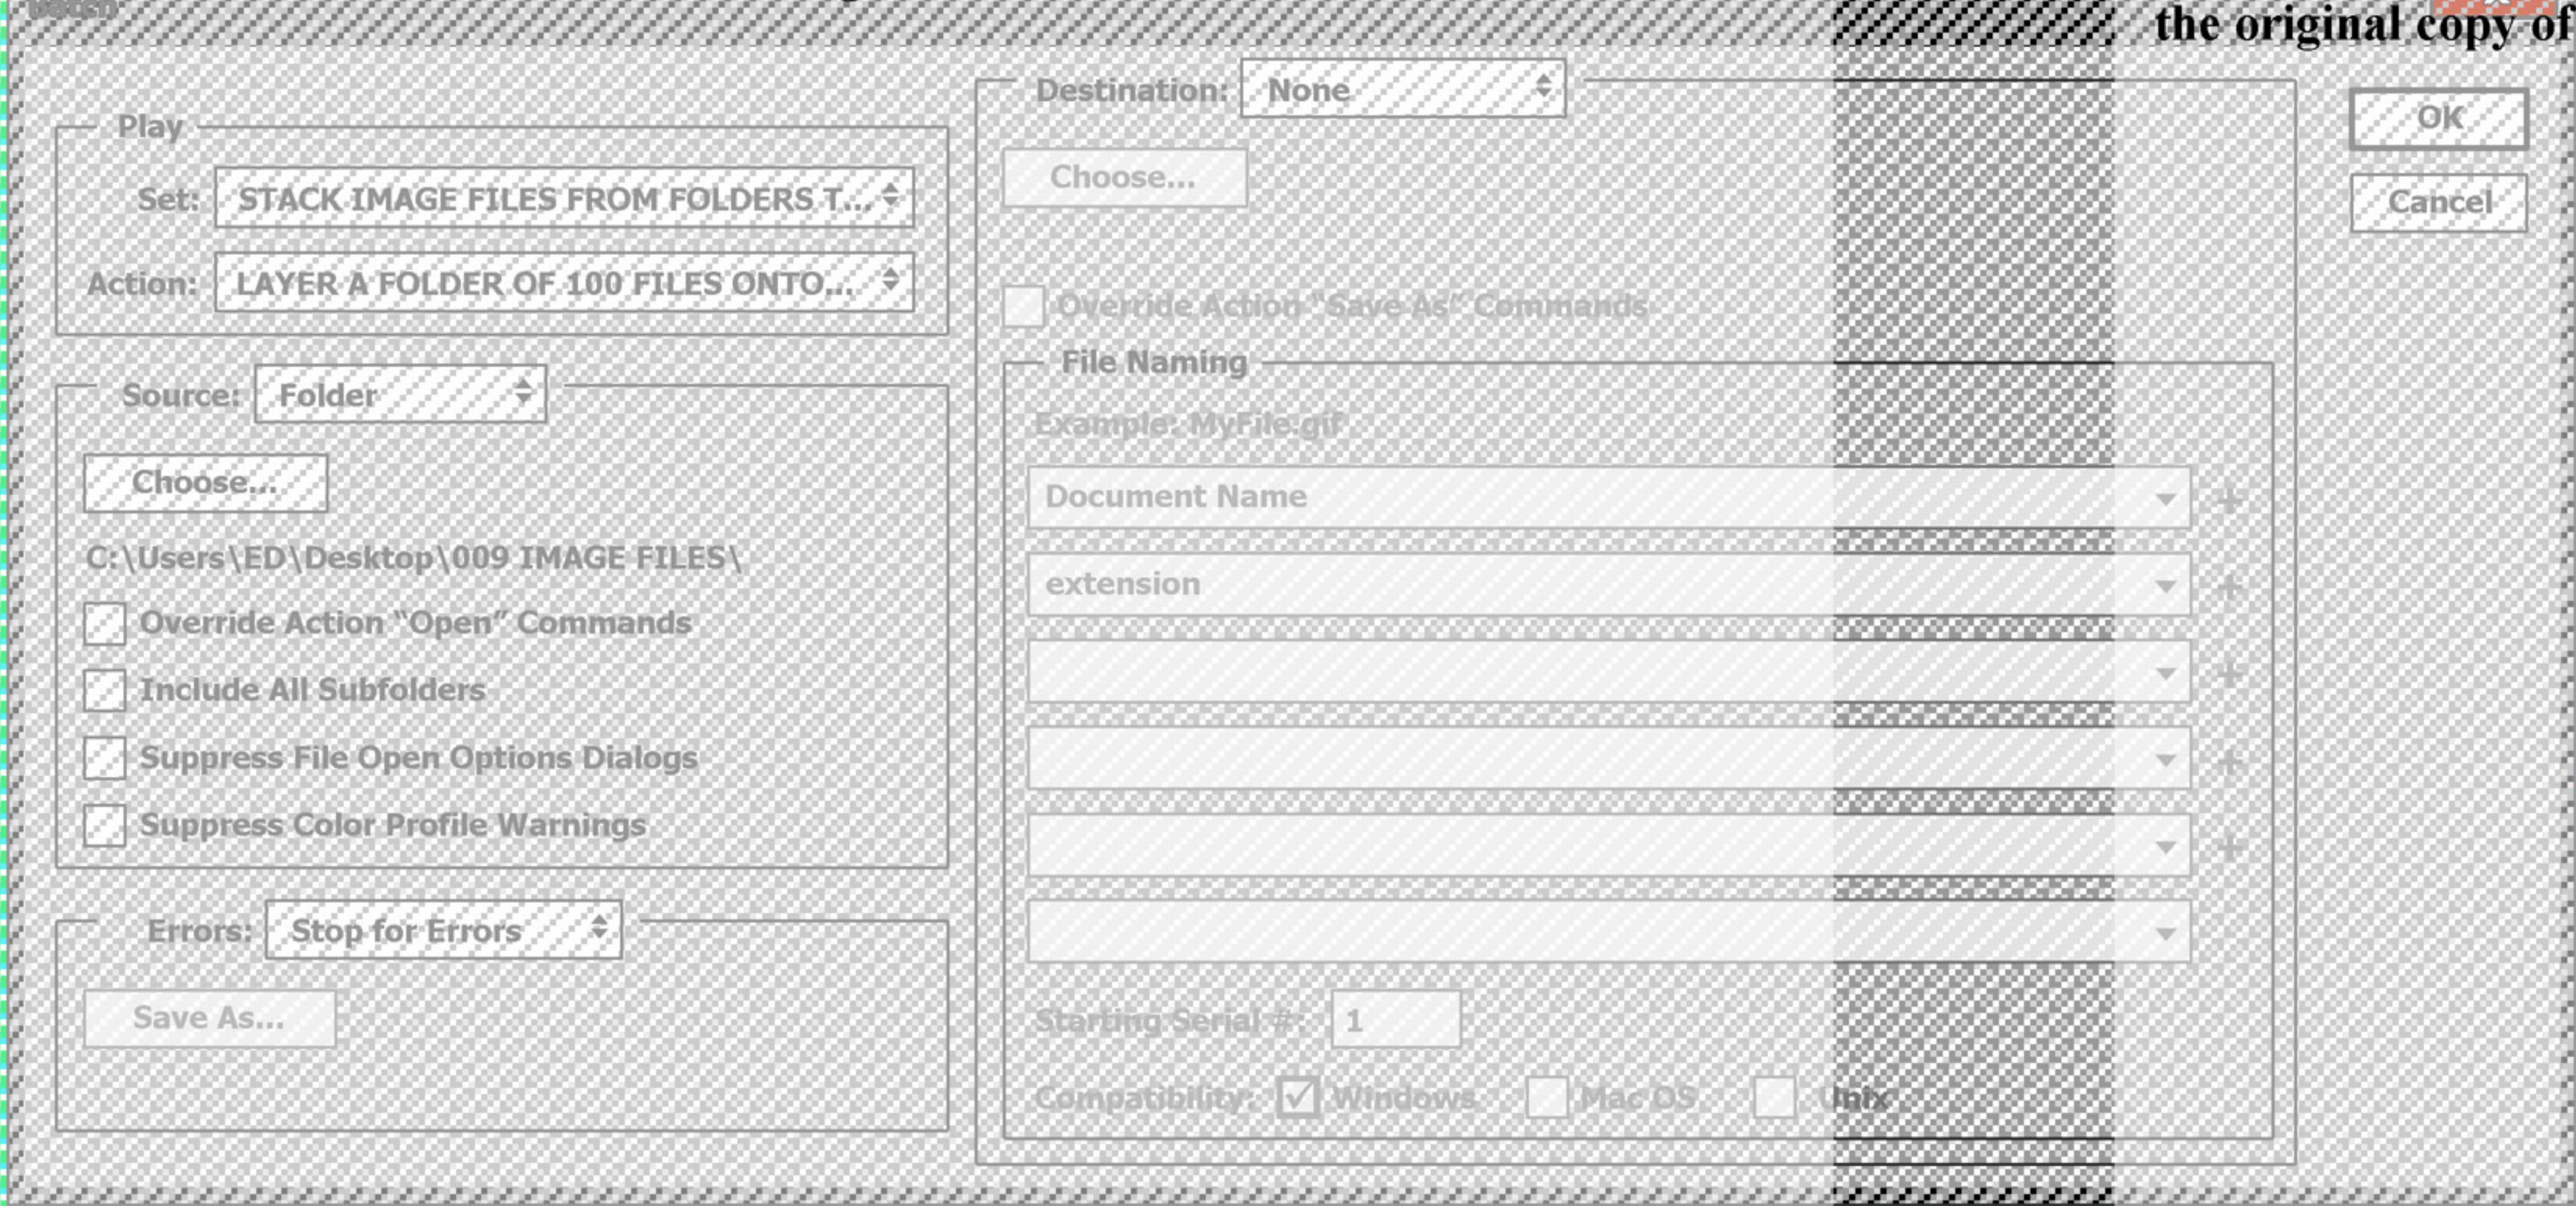 Batch
the original copy of
Play
Set: STACK IMAGE FILES FROM FOLDERS T...
Action: LAYER A FOLDER OF 100 FILES ONTO...
Source: Folder
Choose...
C:\Users\ED\Desktop\009 IMAGE FILES\
Override Action “Open” Commands
Include All Subfolders
Suppress File Open Options Dialogs
Suppress Color Profile Warnings
Errors: Stop for Errors
Save As...
Destination: None
Choose...
Override Action “Save As” Commands
File Naming
Example: MyFile.gif
Document Name +
extension +
+
+
+
Starting Serial #: 1
Compatibility: Windows Mac OS Unix
OK
Cancel